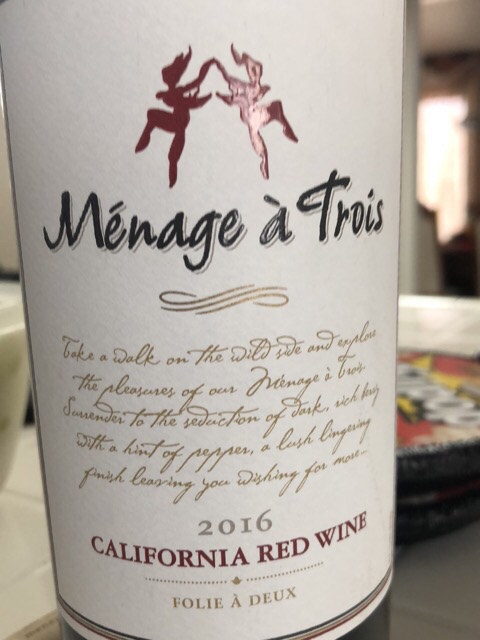 Ménage à Trois
Take a walk on the wild side and explore
the pleasures of our Ménage à Trois.
Surrender to the seduction of dark, rich berry
with a hint of pepper, a lush lingering
finish leaving you wishing for more...
2016
CALIFORNIA RED WINE
FOLIE À DEUX